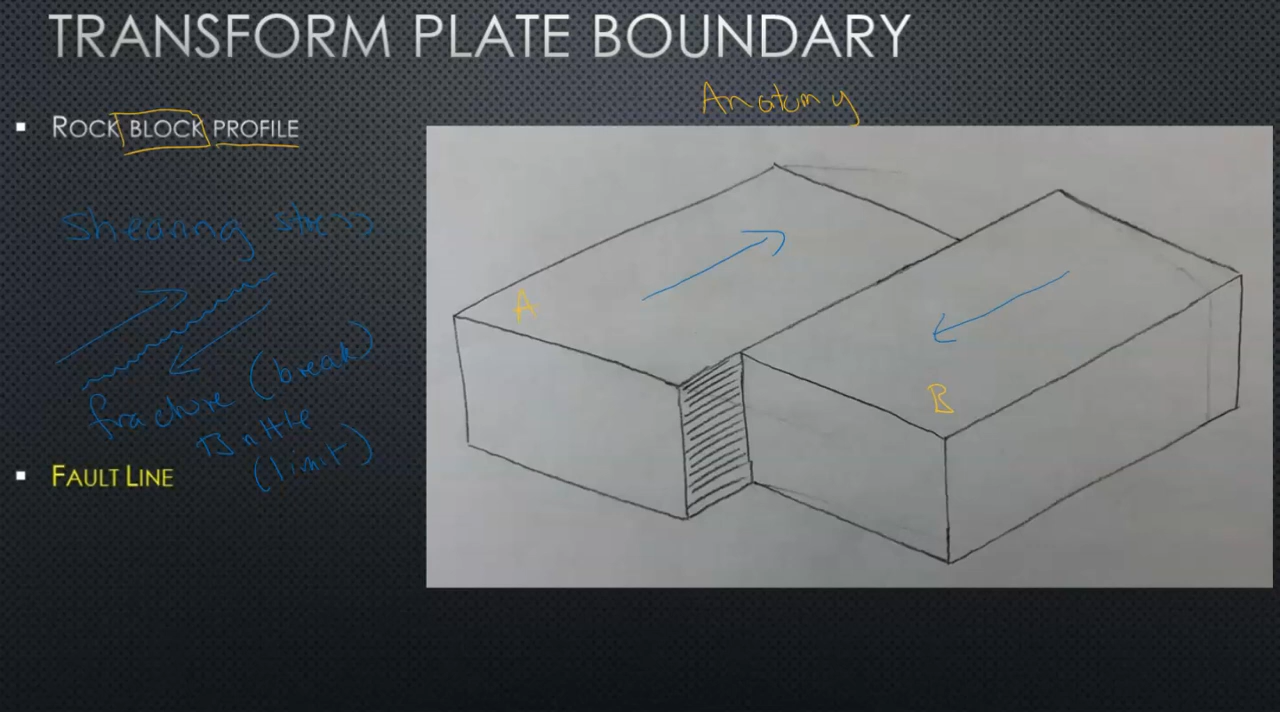 TRANSFORM PLATE BOUNDARY
Anatomy
▪ ROCK BLOCK PROFILE
Shearing stress
A
fracture (break)
Brittle
(limit)
B
▪ FAULT LINE